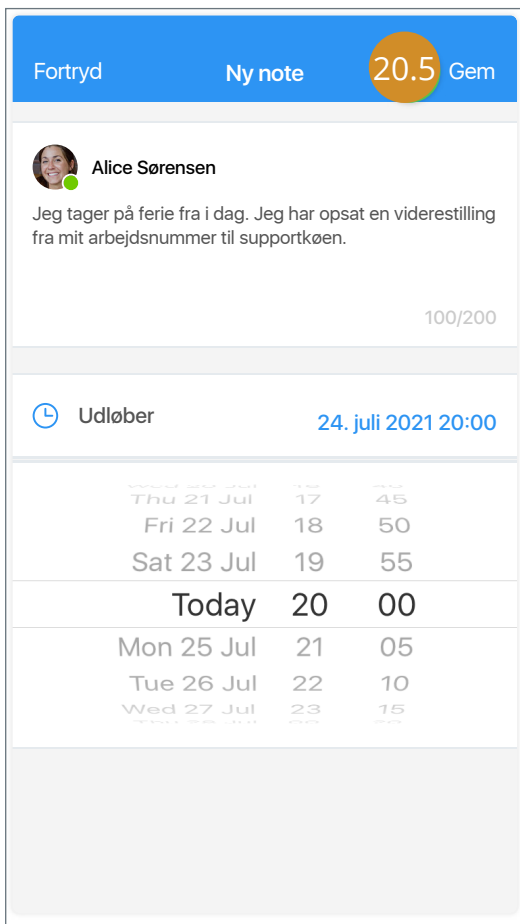 Fortryd Ny note 20.5 Gem
Alice Sørensen
Jeg tager på ferie fra i dag. Jeg har opsat en viderestilling
fra mit arbejdsnummer til supportkøen.
100/200
Udløber 24. juli 2021 20:00
Thu 21 Jul 17 45
Fri 22 Jul 18 50
Sat 23 Jul 19 55
Today 20 00
Mon 25 Jul 21 05
Tue 26 Jul 22 10
Wed 27 Jul 23 15